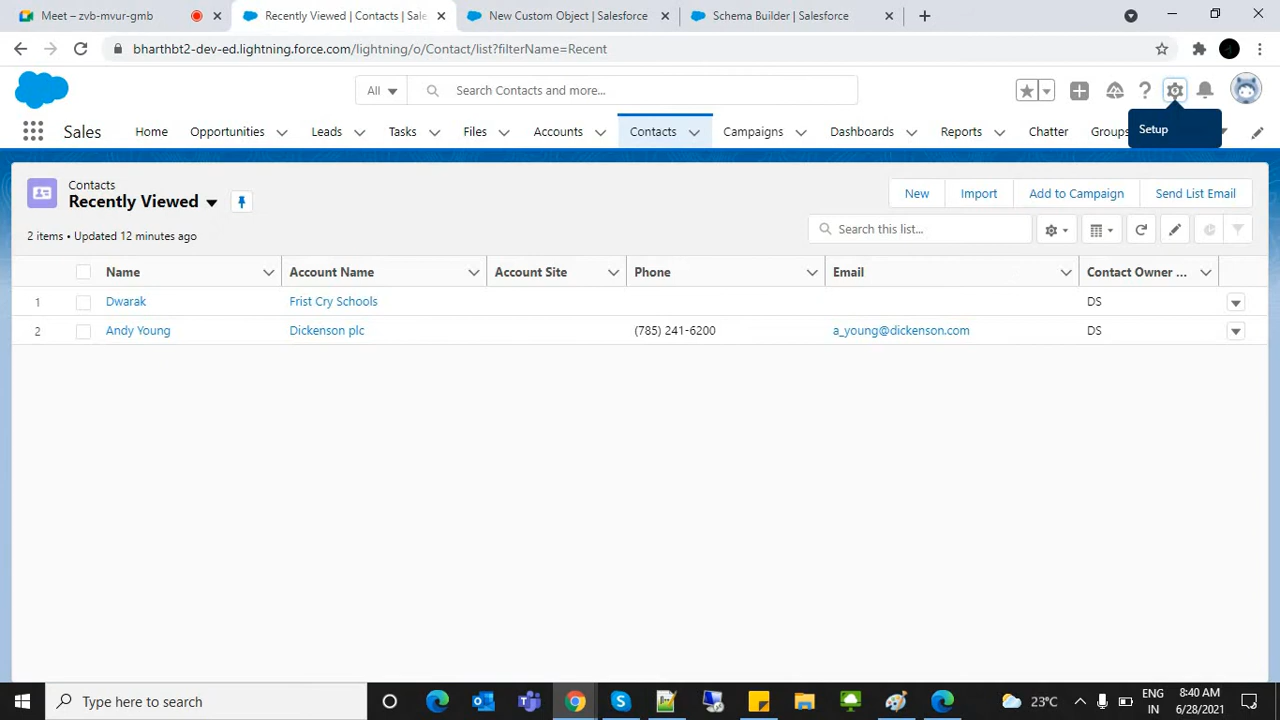 Meet – zvb-mvur-gmb
Recently Viewed | Contacts | Sale
New Custom Object | Salesforce
Schema Builder | Salesforce
bharthbt2-dev-ed.lightning.force.com/lightning/o/Contact/list?filterName=Recent
All
Search Contacts and more...
Setup
Sales
Home
Opportunities
Leads
Tasks
Files
Accounts
Contacts
Campaigns
Dashboards
Reports
Chatter
Groups
Contacts
Recently Viewed
New
Import
Add to Campaign
Send List Email
2 items • Updated 12 minutes ago
Search this list...
Name
Account Name
Account Site
Phone
Email
Contact Owner ...
1 Dwarak Frist Cry Schools DS
2 Andy Young Dickenson plc (785) 241-6200 a_young@dickenson.com DS
Type here to search
23°C
ENG
IN
8:40 AM
6/28/2021